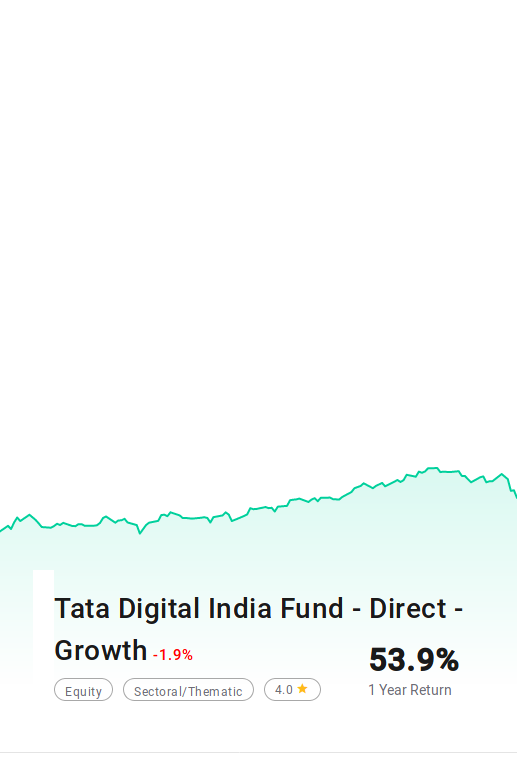 Tata Digital India Fund - Direct -
Growth -1.9%
53.9%
Equity Sectoral/Thematic 4.0 ★
1 Year Return